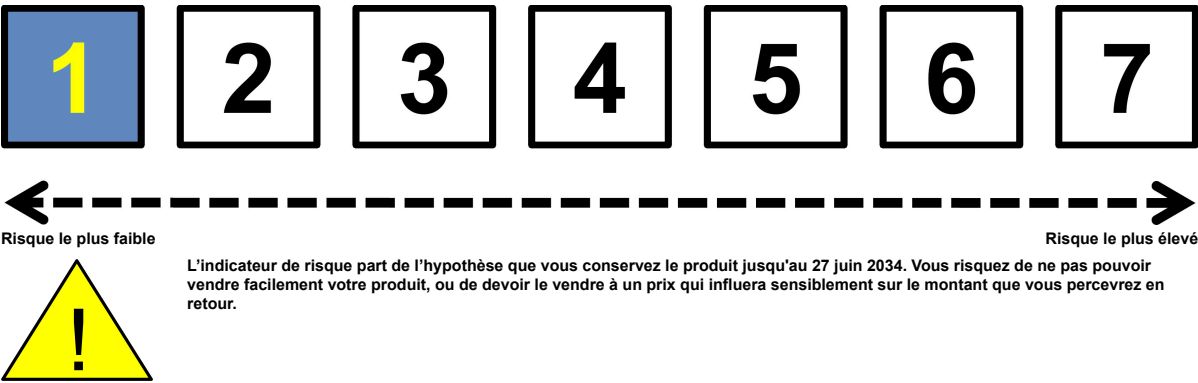 1 2 3 4 5 6 7
Risque le plus faible Risque le plus élevé
L’indicateur de risque part de l’hypothèse que vous conservez le produit jusqu'au 27 juin 2034. Vous risquez de ne pas pouvoir
vendre facilement votre produit, ou de devoir le vendre à un prix qui influera sensiblement sur le montant que vous percevrez en
retour.
!